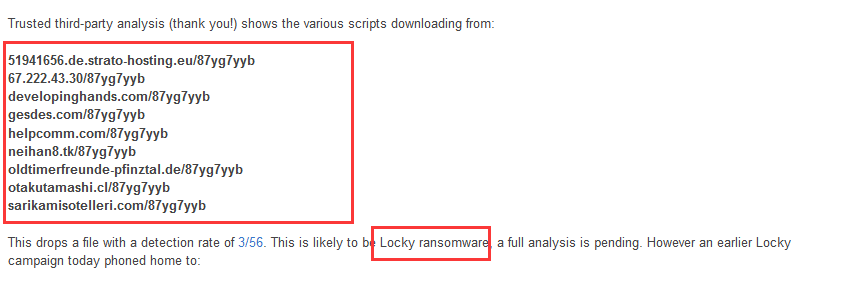 Trusted third-party analysis (thank you!) shows the various scripts downloading from:
51941656.de.strato-hosting.eu/87yg7yyb
67.222.43.30/87yg7yyb
developinghands.com/87yg7yyb
gesdes.com/87yg7yyb
helpcomm.com/87yg7yyb
neihan8.tk/87yg7yyb
oldtimerfreunde-pfinztal.de/87yg7yyb
otakutamashi.cl/87yg7yyb
sarikamisotelleri.com/87yg7yyb
This drops a file with a detection rate of 3/56. This is likely to be Locky ransomware, a full analysis is pending. However an earlier Locky
campaign today phoned home to: